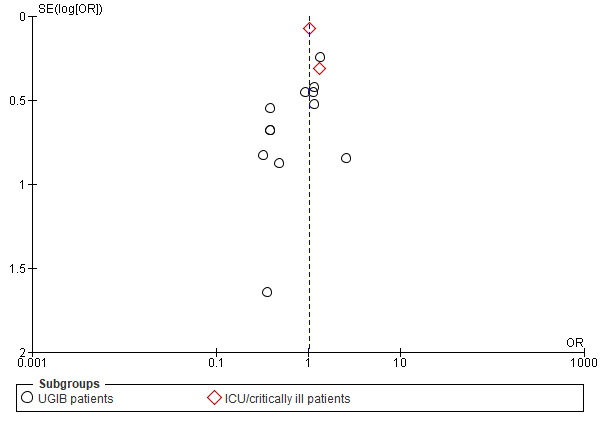 SE(log[OR])
0
0.5
1
1.5
2
OR
0.001 0.1 1 10 1000
Subgroups
UGIB patients ICU/critically ill patients